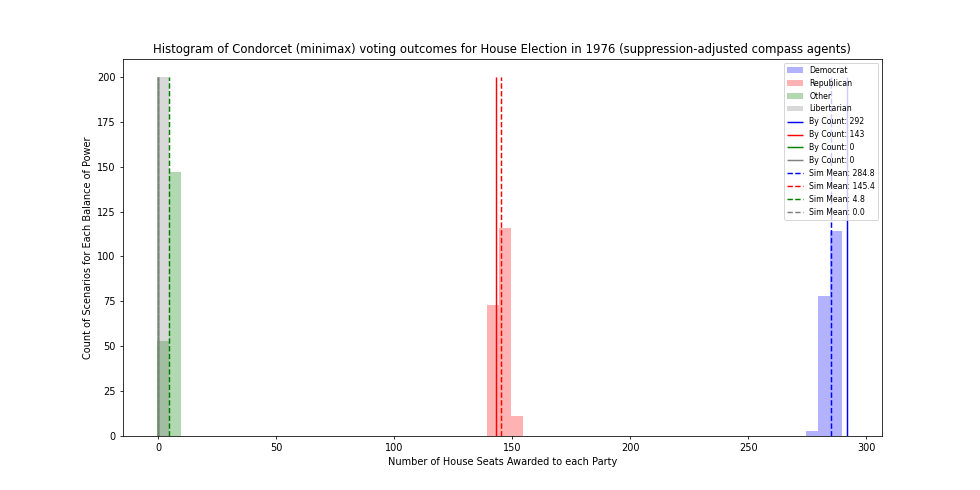 Histogram of Condorcet (minimax) voting outcomes for House Election in 1976 (suppression-adjusted compass agents)
Count of Scenarios for Each Balance of Power
200
175
150
125
100
75
50
25
0
Democrat
Republican
Other
Libertarian
By Count: 292
By Count: 143
By Count: 0
By Count: 0
Sim Mean: 284.8
Sim Mean: 145.4
Sim Mean: 4.8
Sim Mean: 0.0
0
50
100
150
200
250
300
Number of House Seats Awarded to each Party